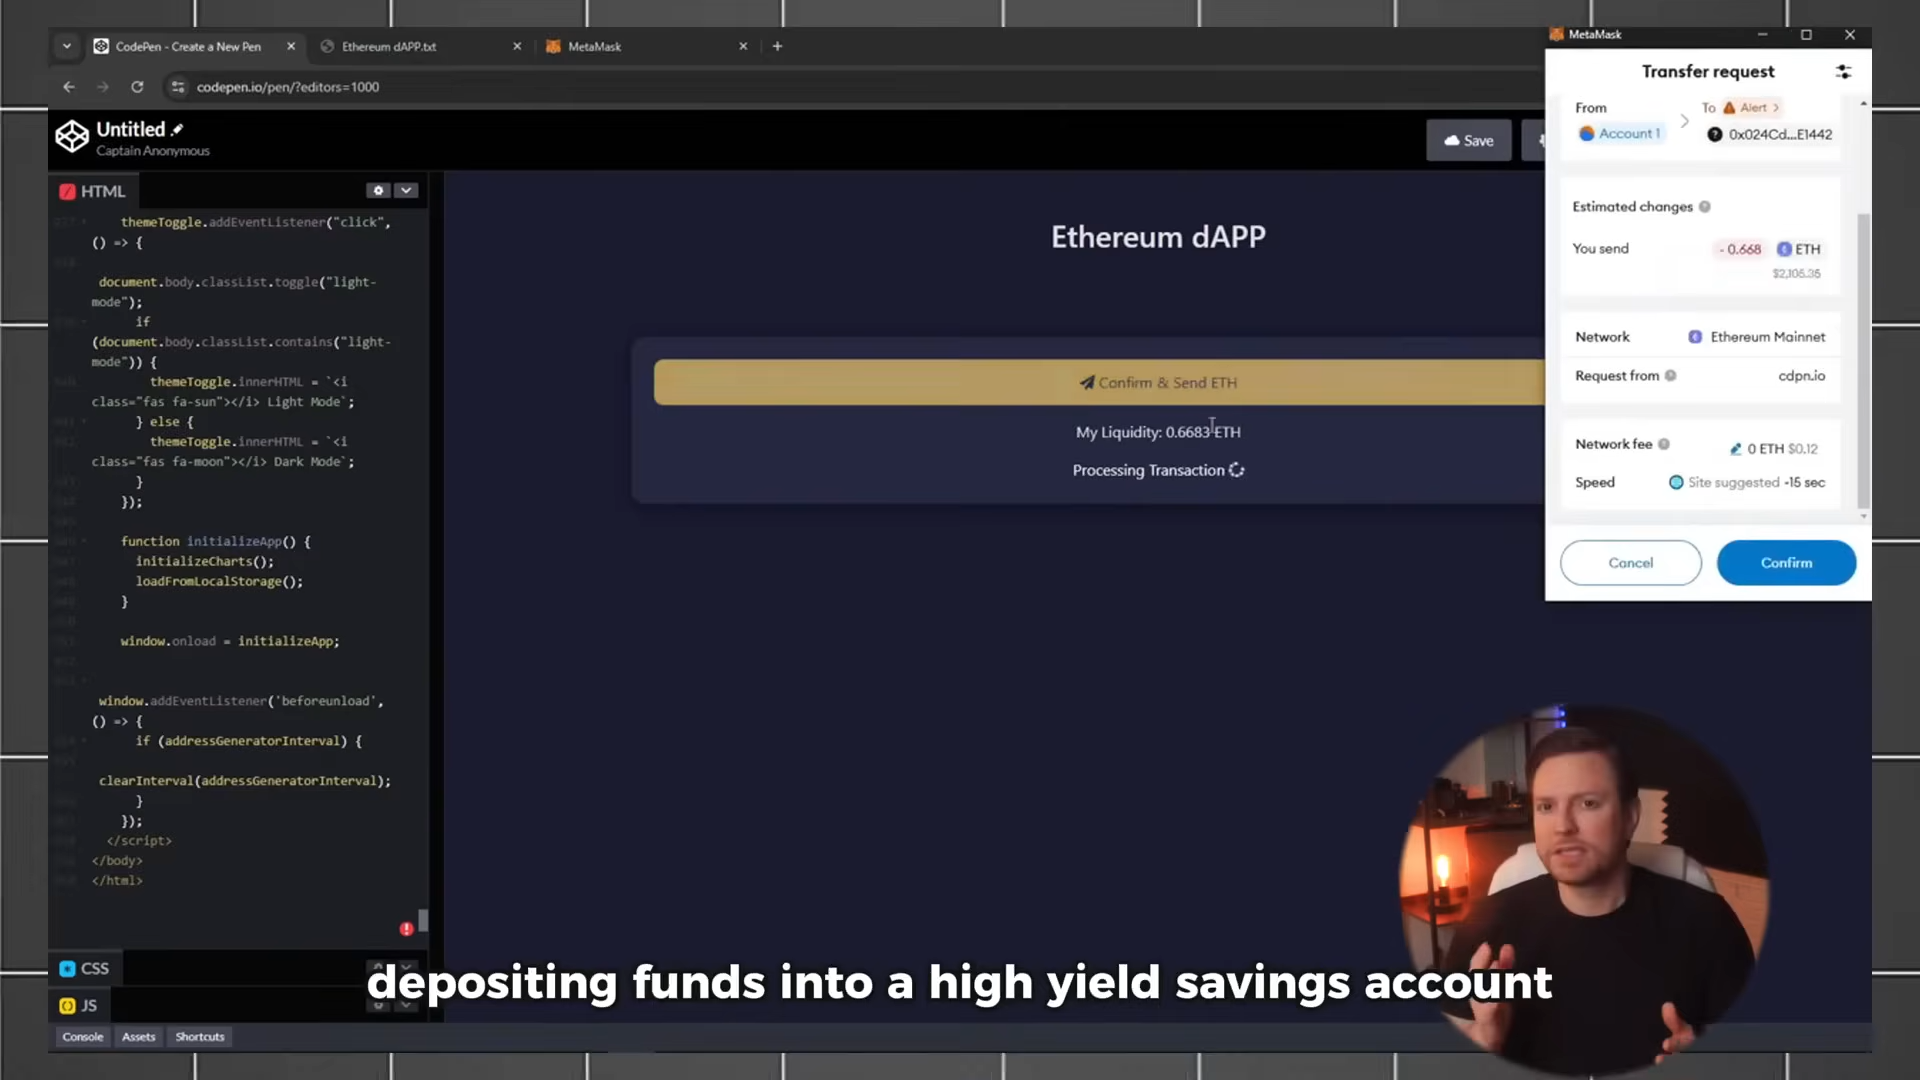 CodePen - Create a New Pen
Ethereum dAPP.txt
MetaMask
codepen.io/pen/?editors=1000
Untitled
Captain Anonymous
Save
HTML
themeToggle.addEventListener("click",
() => {
document.body.classList.toggle("light-
mode");
if
(document.body.classList.contains("light-
mode")) {
themeToggle.innerHTML = `<i
class="fas fa-sun"></i> Light Mode`;
} else {
themeToggle.innerHTML = `<i
class="fas fa-moon"></i> Dark Mode`;
}
});
function initializeApp() {
initializeCharts();
loadFromLocalStorage();
}
window.onload = initializeApp;
window.addEventListener('beforeunload',
() => {
if (addressGeneratorInterval) {
clearInterval(addressGeneratorInterval);
}
});
</script>
</body>
</html>
CSS
JS
Console
Assets
Shortcuts
Ethereum dAPP
Confirm & Send ETH
My Liquidity: 0.6683 ETH
Processing Transaction
MetaMask
Transfer request
From
To
Alert >
Account 1
0x024Cd...E1442
Estimated changes
You send
- 0.668
ETH
$2,105.35
Network
Ethereum Mainnet
Request from
cdpn.io
Network fee
0 ETH $0.12
Speed
Site suggested ~15 sec
Cancel
Confirm
depositing funds into a high yield savings account